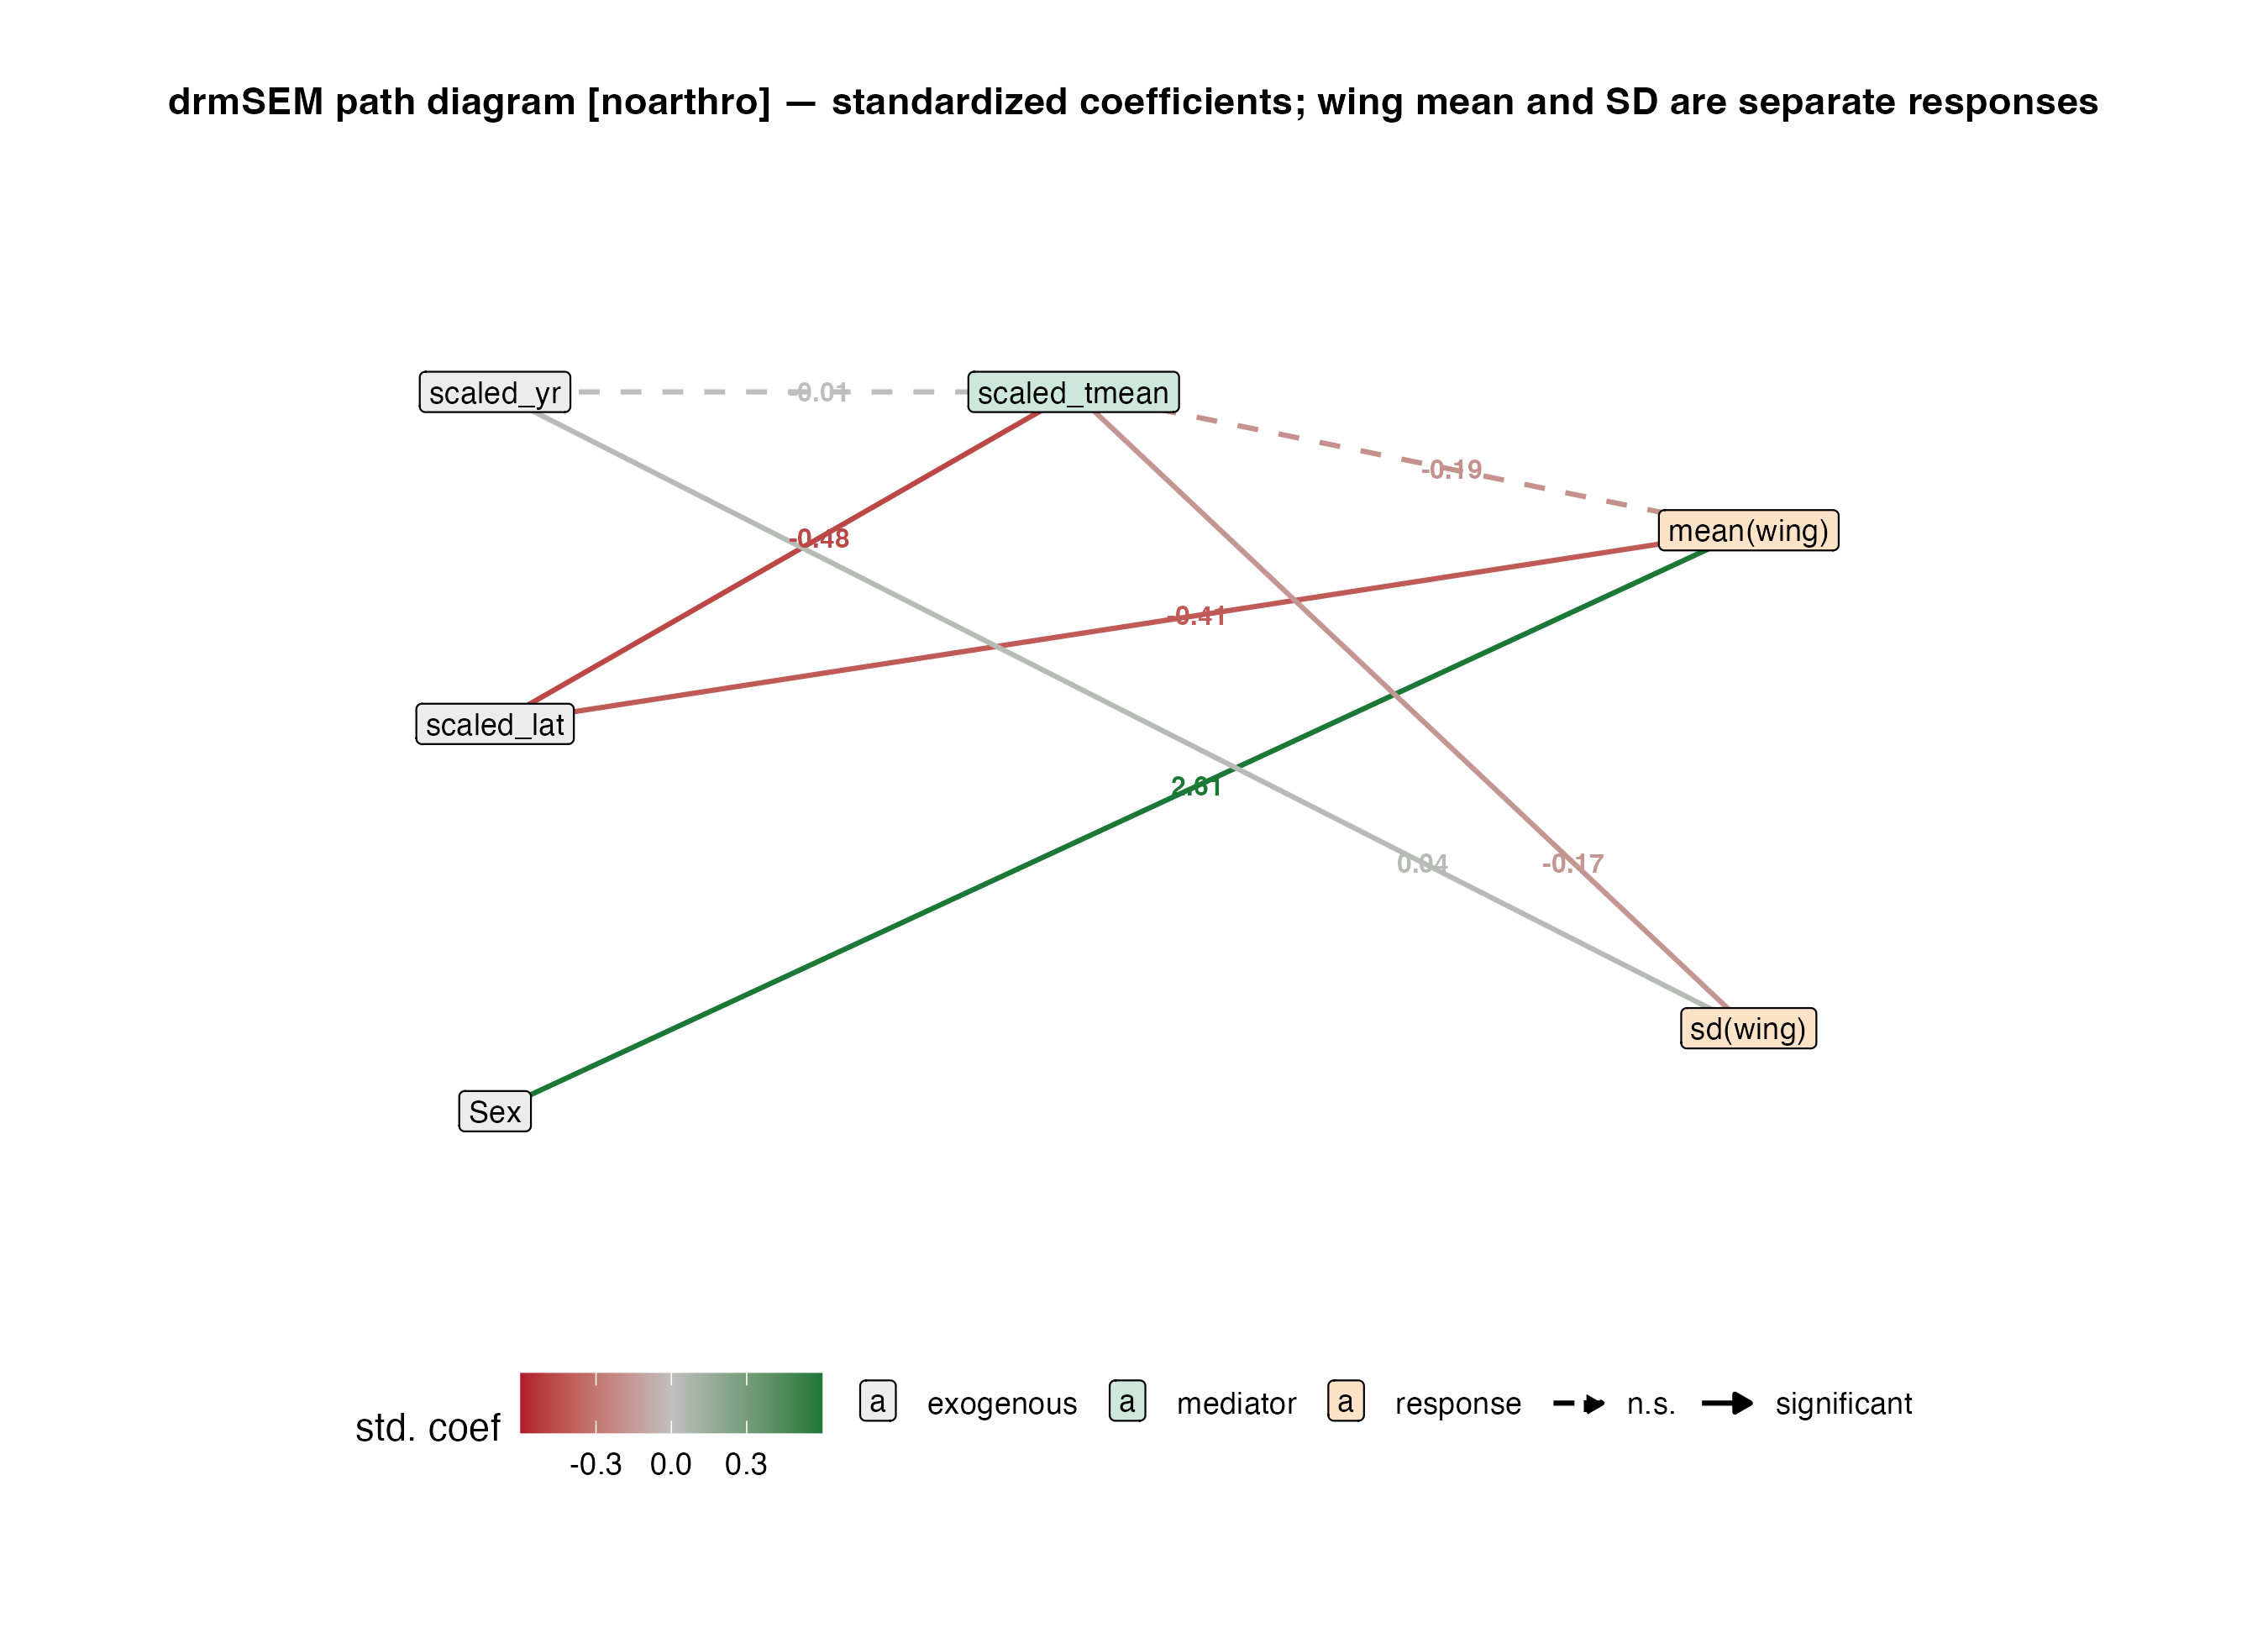 drmSEM path diagram [noarthro] — standardized coefficients; wing mean and SD are separate responses
scaled_yr
-0.01
scaled_tmean
-0.19
mean(wing)
-0.48
-0.41
scaled_lat
2.61
0.04
-0.17
sd(wing)
Sex
std. coef
-0.3 0.0 0.3
a exogenous a mediator a response n.s. significant